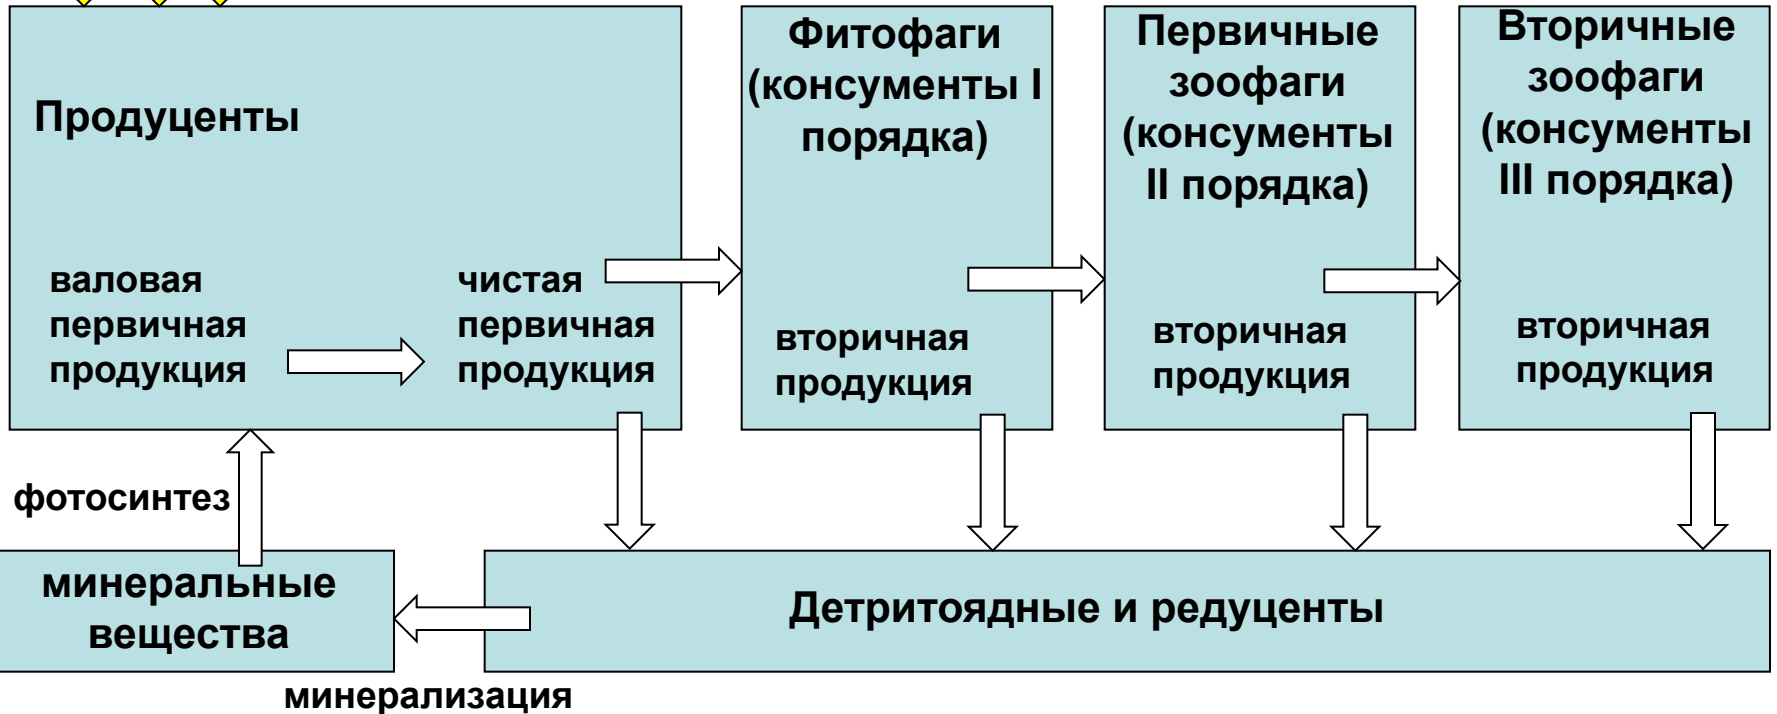 Продуценты
валовая
первичная
продукция
чистая
первичная
продукция
Фитофаги
(консументы I
порядка)
вторичная
продукция
Первичные
зоофаги
(консументы
II порядка)
вторичная
продукция
Вторичные
зоофаги
(консументы
III порядка)
вторичная
продукция
фотосинтез
минеральные
вещества
Детритоядные и редуценты
минерализация